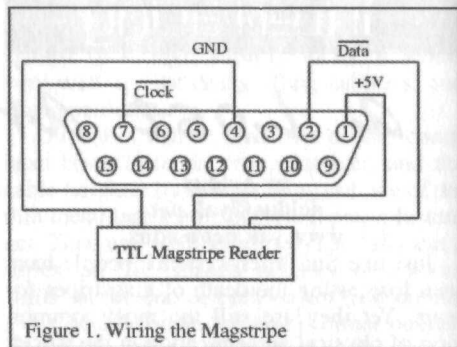 GND
Data
Clock
+5V
8 7 6 5 4 3 2 1
15 14 13 12 11 10 9
TTL Magstripe Reader
Figure 1. Wiring the Magstripe